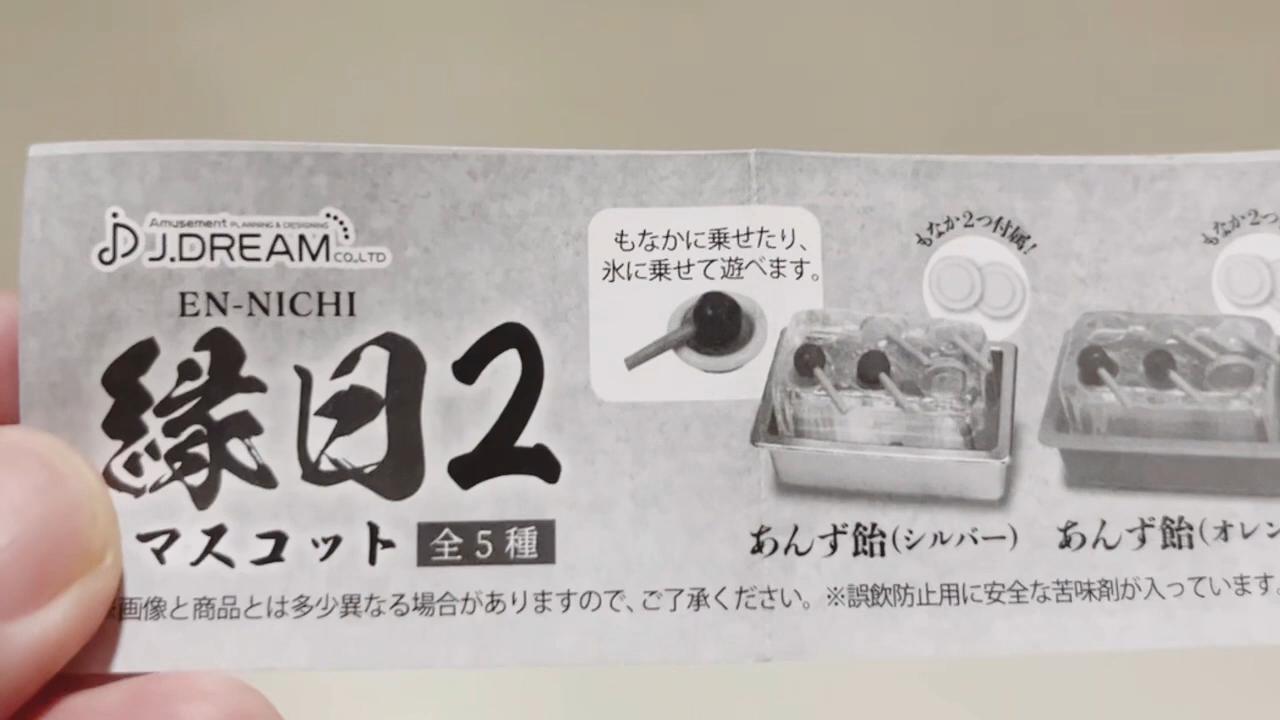 Amusement PLANNING & DESIGNING
J.DREAM CO.,LTD
EN-NICHI
縁日2
マスコット 全5種
もなかに乗せたり、
氷に乗せて遊べます。
もなか2つ付属!
もなか2つ
あんず飴(シルバー)
あんず飴(オレン
※画像と商品とは多少異なる場合がありますので、ご了承ください。 ※誤飲防止用に安全な苦味剤が入っています。